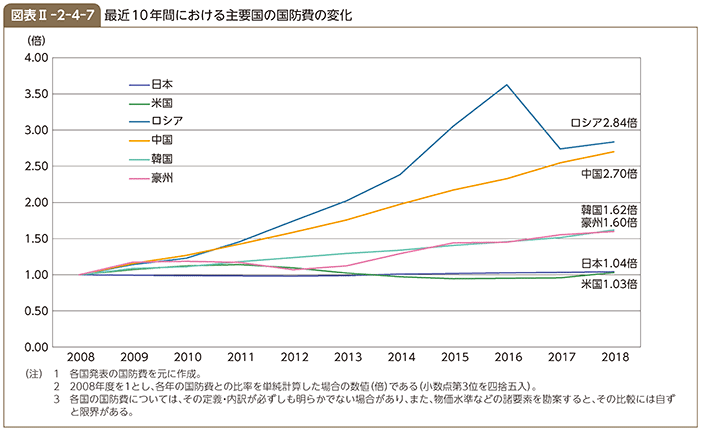 図表Ⅱ-2-4-7 最近10年間における主要国の国防費の変化
(倍)
4.00
3.50
3.00
2.50
2.00
1.50
1.00
0.50
0.00
日本
米国
ロシア
中国
韓国
豪州
ロシア2.84倍
中国2.70倍
韓国1.62倍
豪州1.60倍
日本1.04倍
米国1.03倍
2008 2009 2010 2011 2012 2013 2014 2015 2016 2017 2018
(注) 1 各国発表の国防費を元に作成。
2 2008年度を1とし、各年の国防費との比率を単純計算した場合の数値(倍)である(小数点第3位を四捨五入)。
3 各国の国防費については、その定義・内訳が必ずしも明らかでない場合があり、また、物価水準などの諸要素を勘案すると、その比較には自ず
と限界がある。